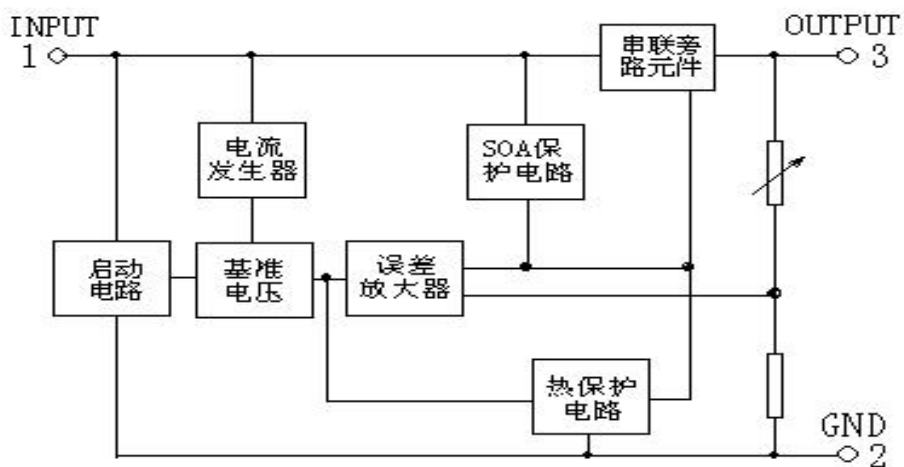 INPUT
1
OUTPUT
3
串联旁
路元件
电流
发生器
SOA保
护电路
启动
电路
基准
电压
误差
放大器
热保护
电路
GND
2